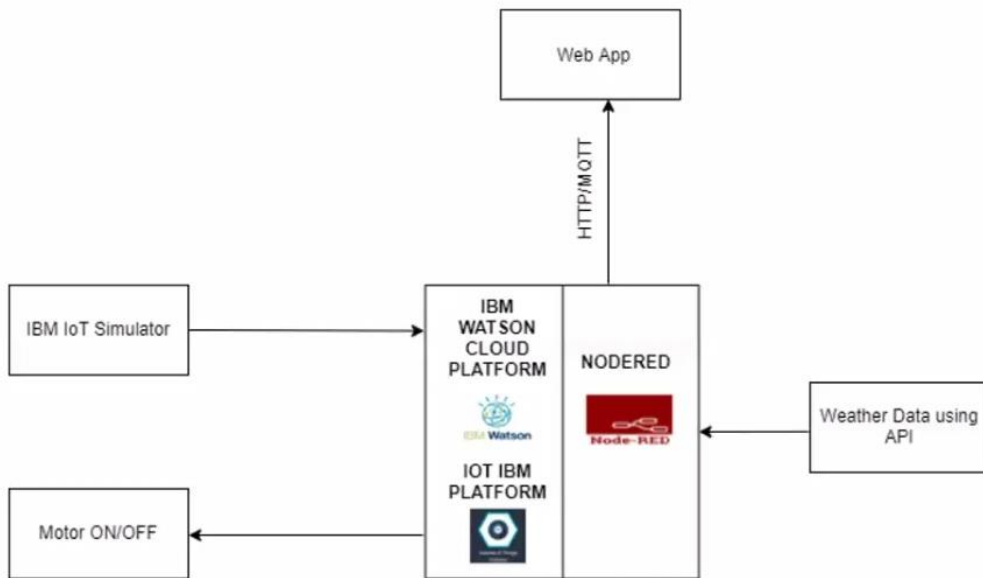 Web App
HTTP/MQTT
IBM IoT Simulator
IBM
WATSON
CLOUD
PLATFORM
IBM Watson
IOT IBM
PLATFORM
NODERED
Node-RED
Weather Data using
API
Motor ON/OFF